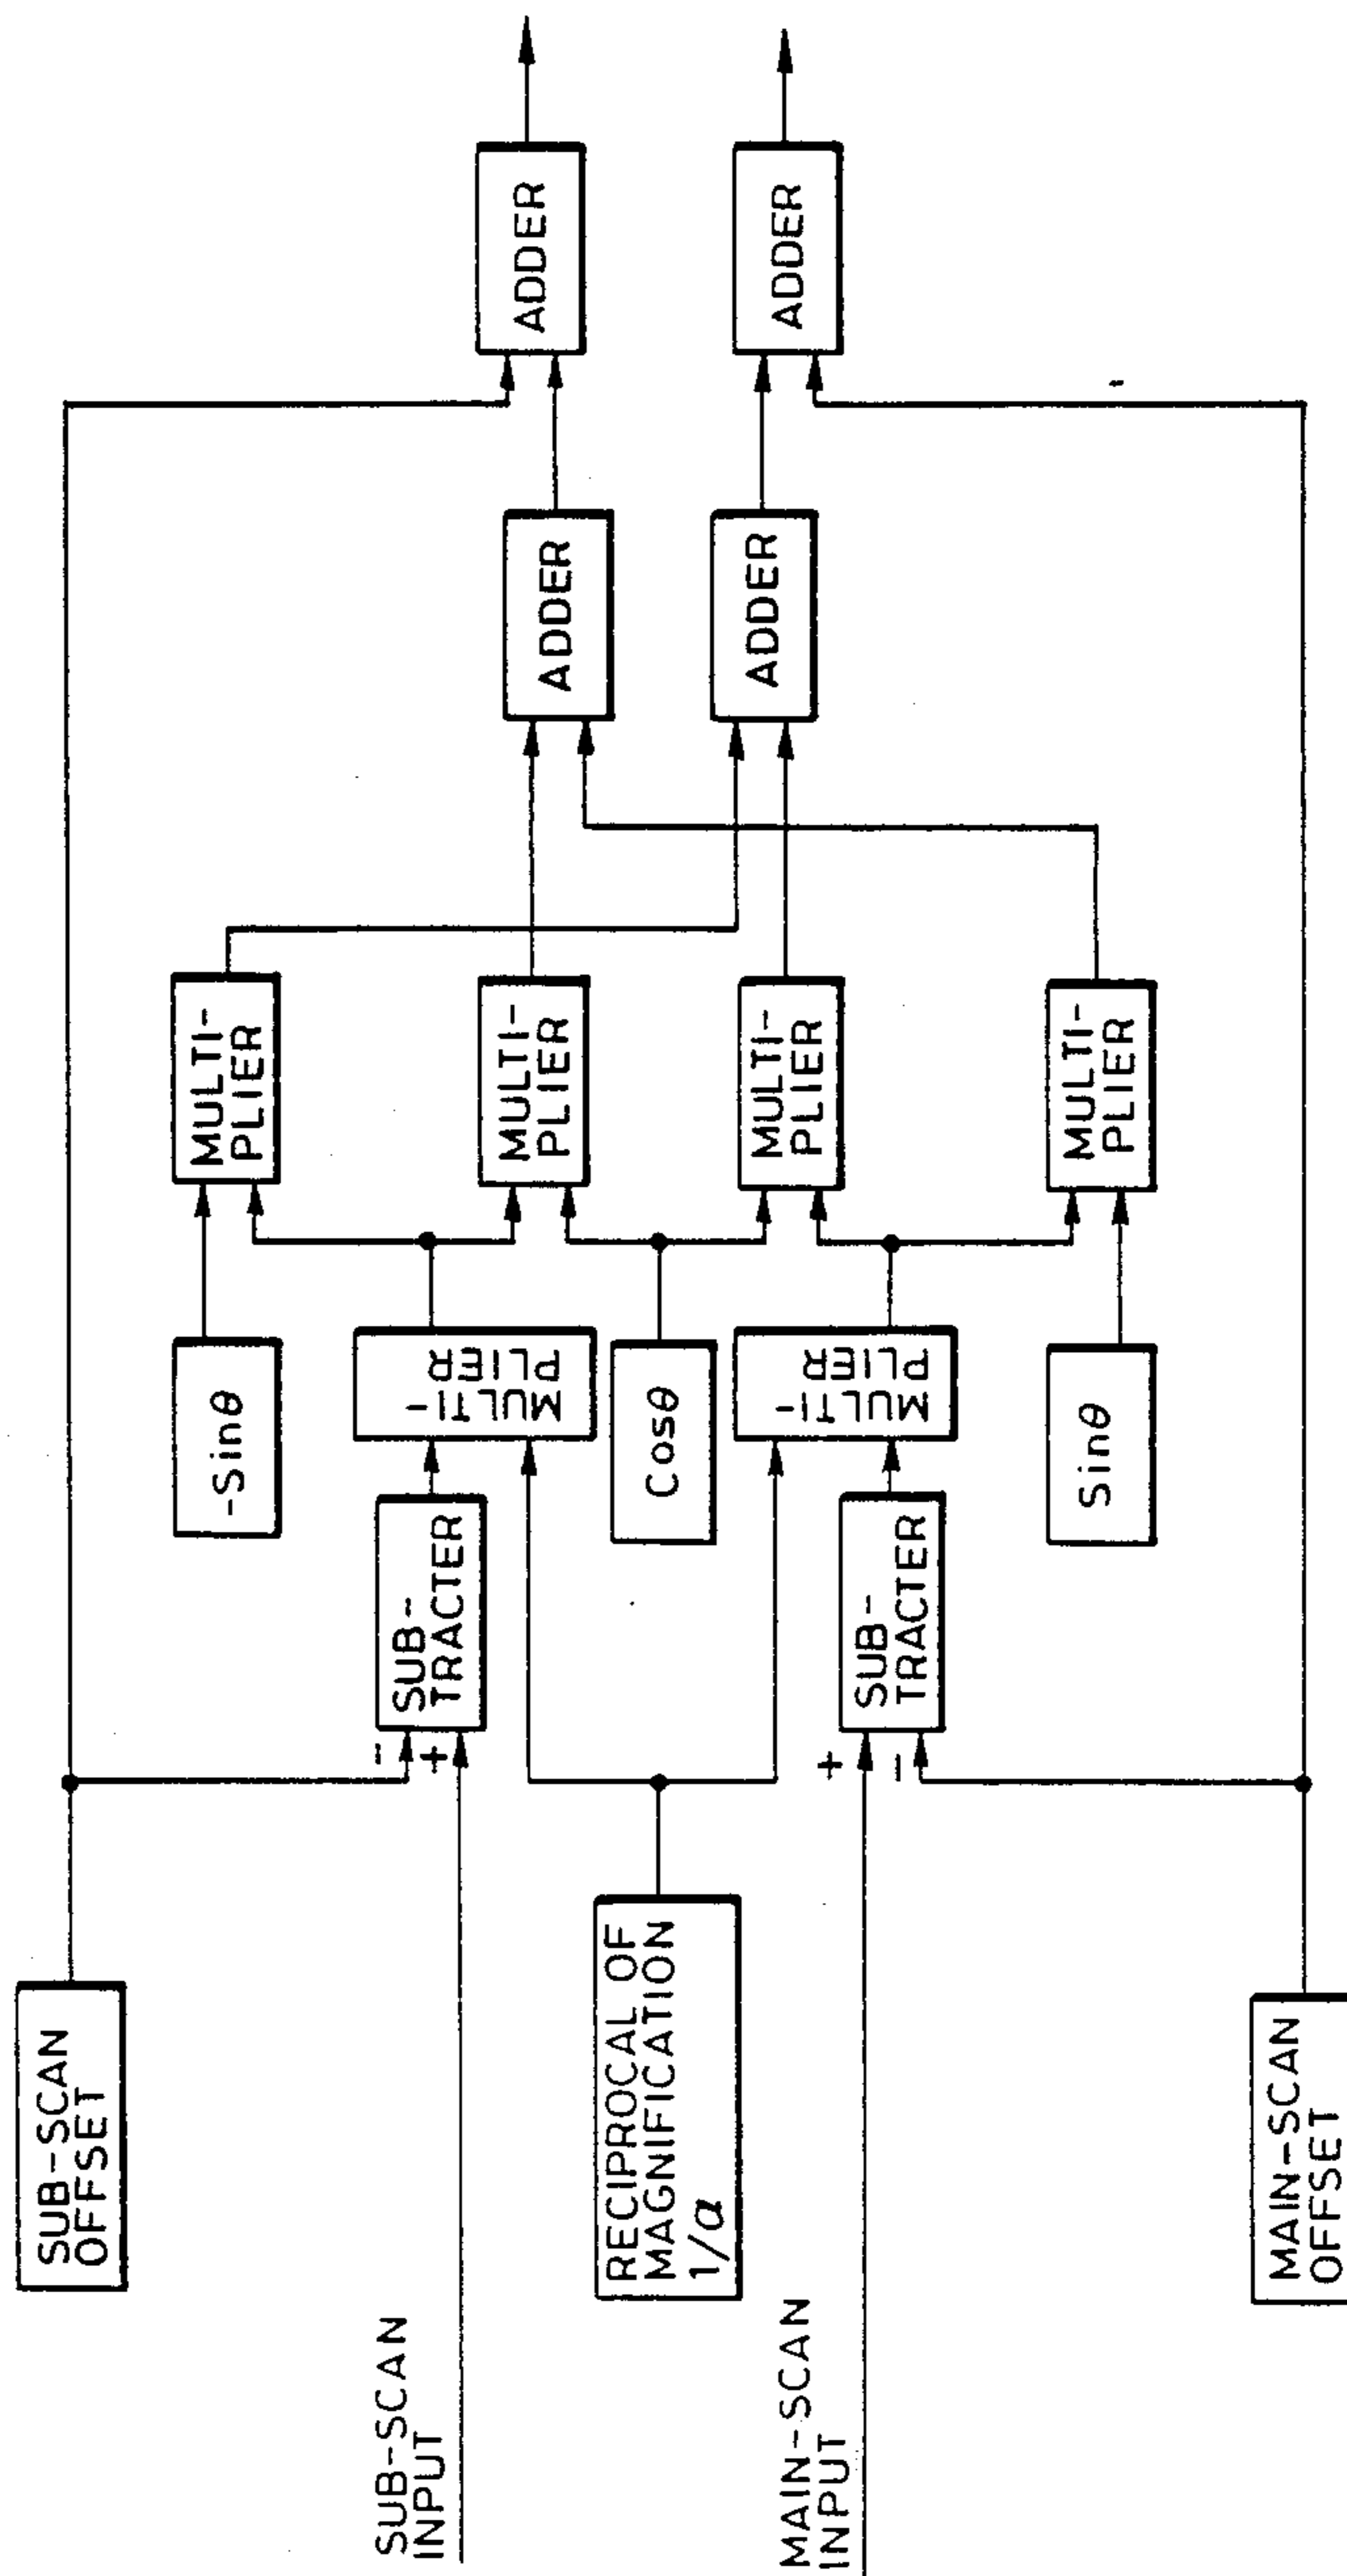 SUB-SCAN
OFFSET
SUB-SCAN
INPUT
RECIPROCAL OF
MAGNIFICATION
1/a
MAIN-SCAN
INPUT
MAIN-SCAN
OFFSET
-
+
SUB-
TRACTER
+
-
SUB-
TRACTER
-Sinθ
MULTI-
PLIER
Cosθ
MULTI-
PLIER
Sinθ
MULTI-
PLIER
MULTI-
PLIER
MULTI-
PLIER
MULTI-
PLIER
ADDER
ADDER
ADDER
ADDER